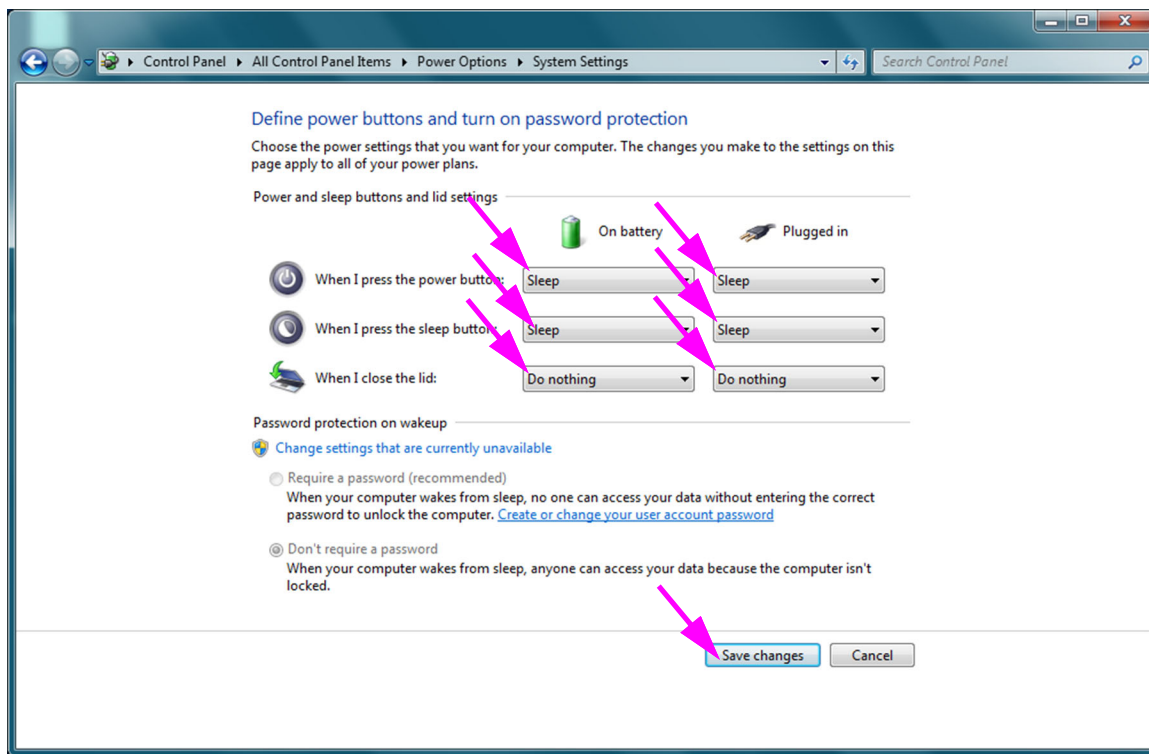 Control Panel ▸ All Control Panel Items ▸ Power Options ▸ System Settings
Search Control Panel
Define power buttons and turn on password protection
Choose the power settings that you want for your computer. The changes you make to the settings on this
page apply to all of your power plans.
Power and sleep buttons and lid settings
On battery
Plugged in
When I press the power button:
Sleep
Sleep
When I press the sleep button:
Sleep
Sleep
When I close the lid:
Do nothing
Do nothing
Password protection on wakeup
Change settings that are currently unavailable
Require a password (recommended)
When your computer wakes from sleep, no one can access your data without entering the correct
password to unlock the computer. Create or change your user account password
Don't require a password
When your computer wakes from sleep, anyone can access your data because the computer isn't
locked.
Save changes
Cancel